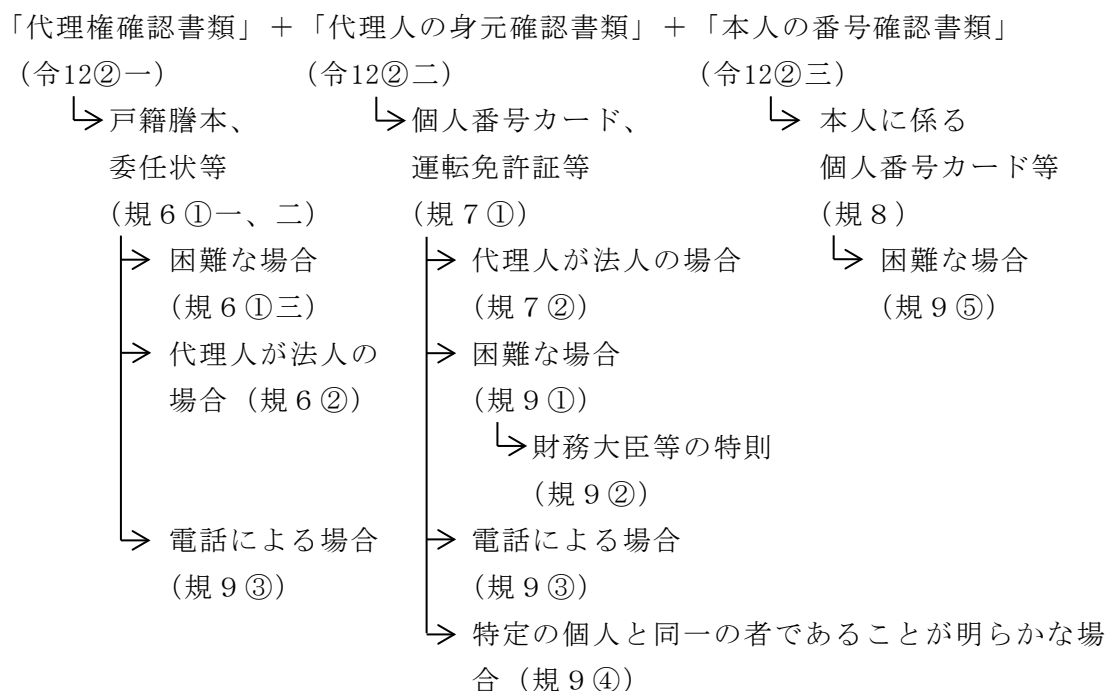 「代理権確認書類」＋「代理人の身元確認書類」＋「本人の番号確認書類」
（令12②一）　（令12②二）　（令12②三）
戸籍謄本、
委任状等
（規６①一、二）
困難な場合
（規６①三）
代理人が法人の
場合（規６②）
電話による場合
（規９③）
個人番号カード、
運転免許証等
（規７①）
代理人が法人の場合
（規７②）
困難な場合
（規９①）
財務大臣等の特則
（規９②）
電話による場合
（規９③）
特定の個人と同一の者であることが明らかな場
合（規９④）
本人に係る
個人番号カード等
（規８）
困難な場合
（規９⑤）